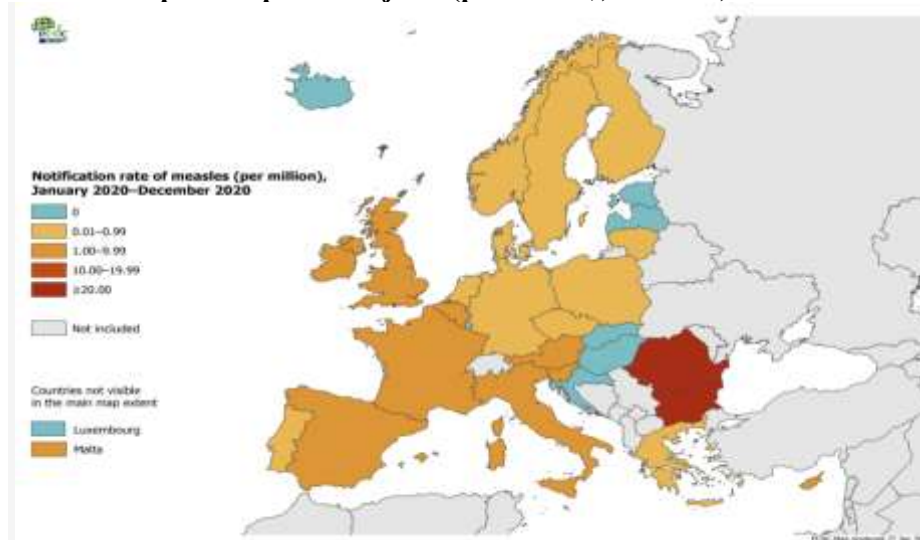 Notification rate of measles (per million),
January 2020–December 2020
0
0.01–0.99
1.00–9.99
10.00–19.99
≥20.00
Not included
Countries not visible
in the main map extent
Luxembourg
Malta